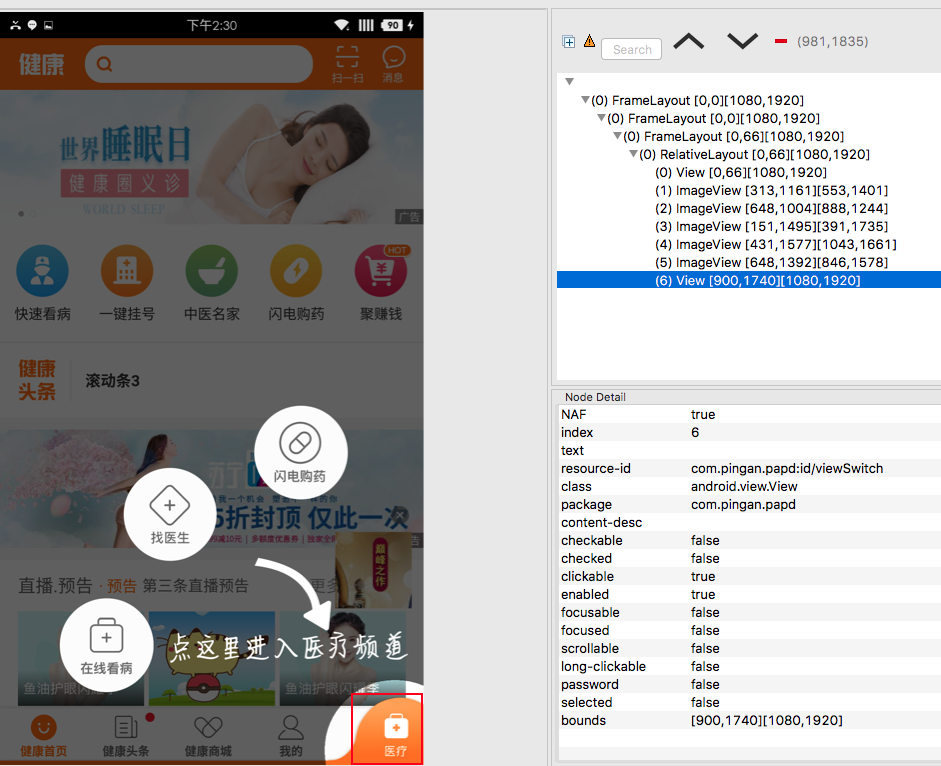 下午2:30
90
健康
扫一扫
消息
世界睡眠日
健康圈义诊
WORLD SLEEP
广告
HOT
快速看病
一键挂号
中医名家
闪电购药
聚赚钱
健康头条
滚动条3
闪电购药
找医生
5折封顶 仅此一次
多额度优惠券
巅峰之作
直播.预告 · 预告 第三条直播预告
更多
点这里进入医疗频道
在线看病
鱼油护眼闪
鱼油护眼闪
健康首页
健康头条
健康商城
我的
医疗
Search
(981,1835)
(0) FrameLayout [0,0][1080,1920]
(0) FrameLayout [0,0][1080,1920]
(0) FrameLayout [0,66][1080,1920]
(0) RelativeLayout [0,66][1080,1920]
(0) View [0,66][1080,1920]
(1) ImageView [313,1161][553,1401]
(2) ImageView [648,1004][888,1244]
(3) ImageView [151,1495][391,1735]
(4) ImageView [431,1577][1043,1661]
(5) ImageView [648,1392][846,1578]
(6) View [900,1740][1080,1920]
Node Detail
NAF true
index 6
text
resource-id com.pingan.papd:id/viewSwitch
class android.view.View
package com.pingan.papd
content-desc
checkable false
checked false
clickable true
enabled true
focusable false
focused false
scrollable false
long-clickable false
password false
selected false
bounds [900,1740][1080,1920]